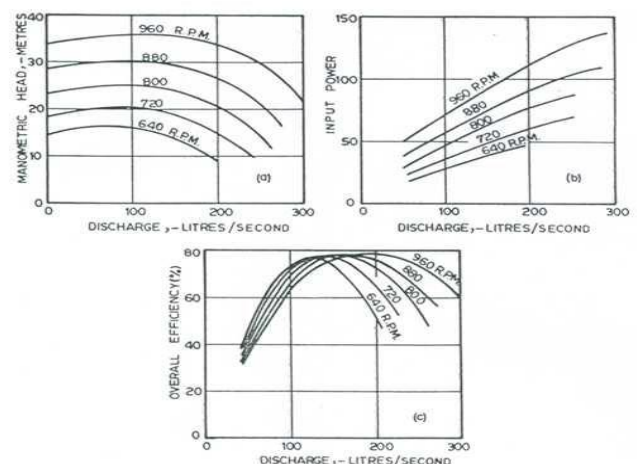 MANOMETRIC HEAD,-METRES
40
30
20
10
0
960 R.P.M.
880
800
720
640 R.P.M.
(a)
0 100 200 300
DISCHARGE,-LITRES/SECOND
INPUT POWER
150
100
50
0
960 R.P.M.
880
800
720
640 R.P.M.
(b)
0 100 200 300
DISCHARGE,-LITRES/SECOND
OVERALL EFFICIENCY(%)
80
60
40
20
0
960 R.P.M.
880
800
720
640 R.P.M.
(c)
0 100 200 300
DISCHARGE,-LITRES/SECOND